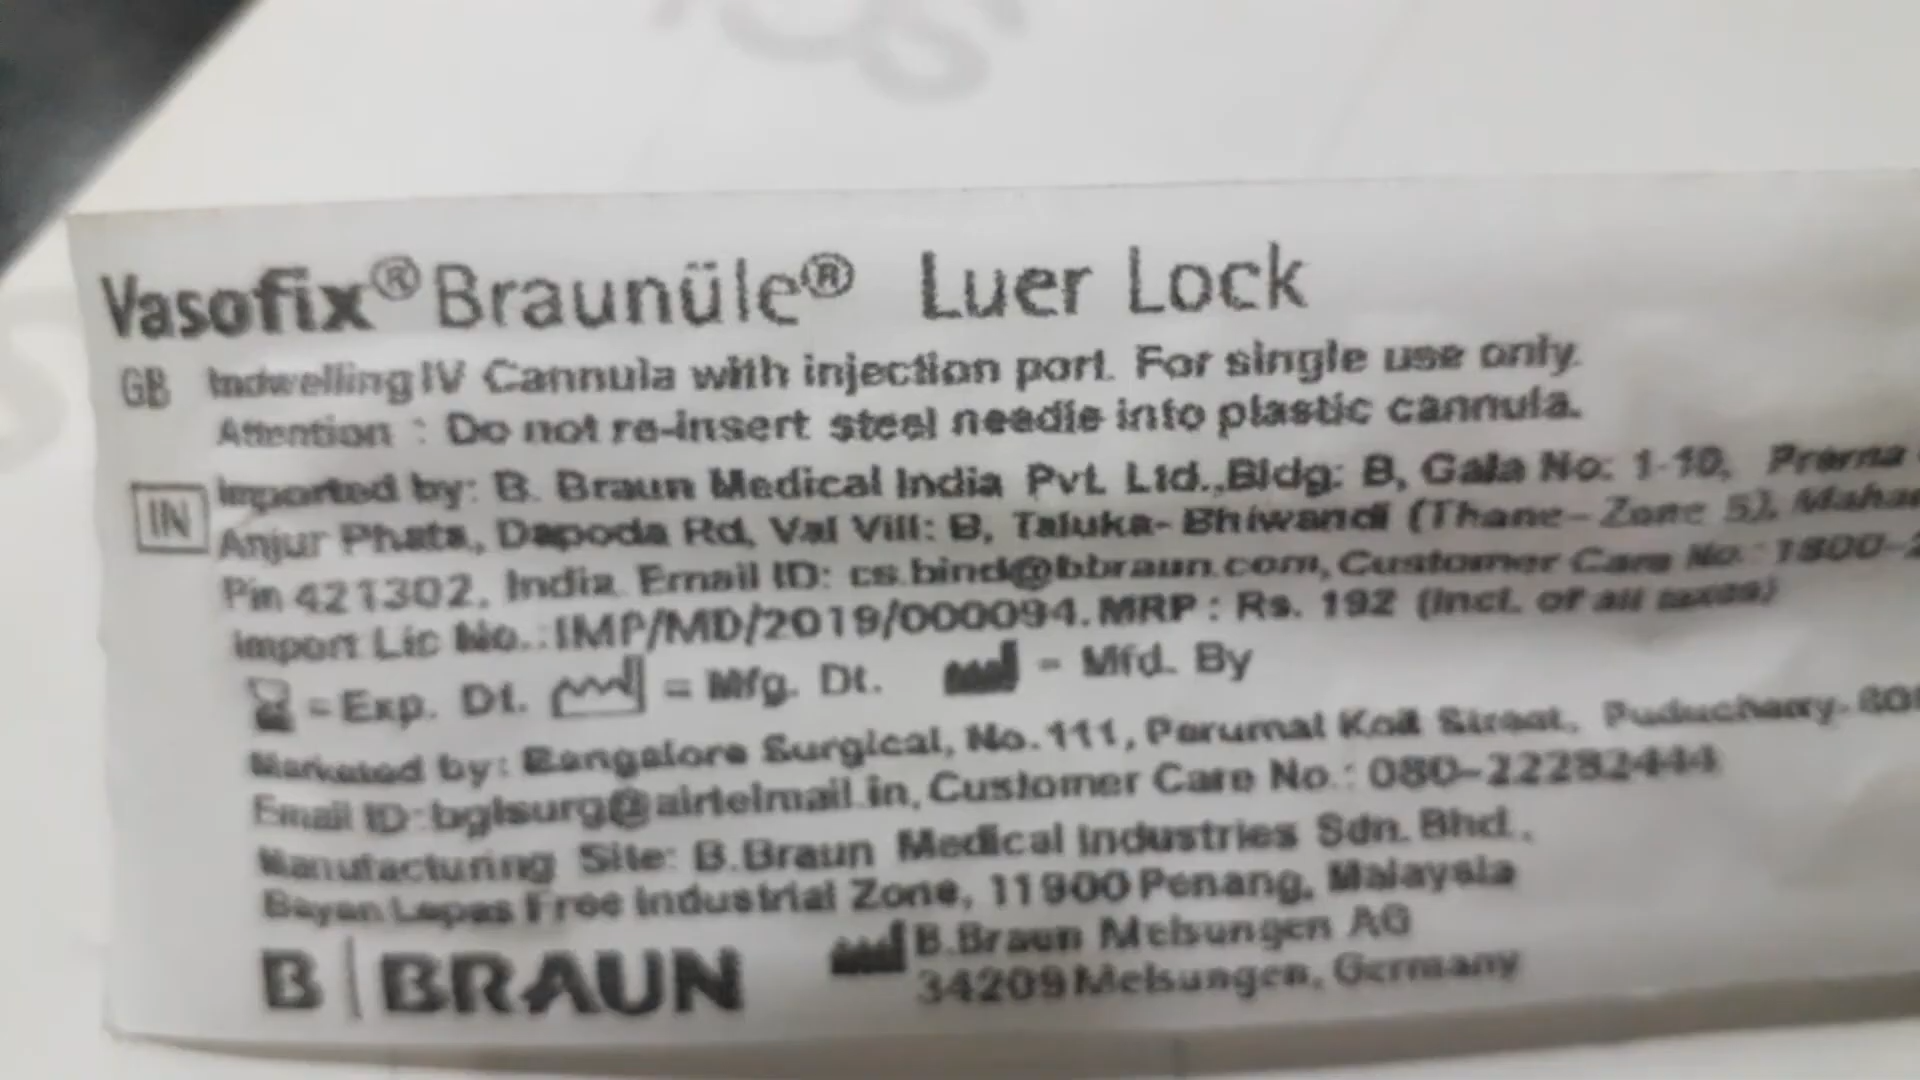 Vasofix® Braunüle® Luer Lock
GB Indwelling IV Cannula with injection port. For single use only.
Attention : Do not re-insert steel needle into plastic cannula.
IN Imported by: B. Braun Medical India Pvt. Ltd.,Bldg: B, Gala No: 1-10, Prerna
Anjur Phata, Dapoda Rd, Val Vill: B, Taluka- Bhiwandi (Thane- Zone 5), Mahar
Pin 421302, India. Email ID: cs.bind@bbraun.com, Customer Care No.: 1800-2
Import Lic No.:IMP/MD/2019/000094. MRP : Rs. 192 (Incl. of all taxes)
= Exp. Dt. = Mfg. Dt. = Mfd. By
Marketed by: Bangalore Surgical, No. 111, Perumal Koil Street, Puducherry- 605
Email ID:bglsurg@airtelmail.in, Customer Care No.: 080-22282444
Manufacturing Site: B.Braun Medical Industries Sdn. Bhd.,
Bayan Lepas Free Industrial Zone, 11900 Penang, Malaysia
B.Braun Melsungen AG
34209 Melsungen, Germany
B | BRAUN